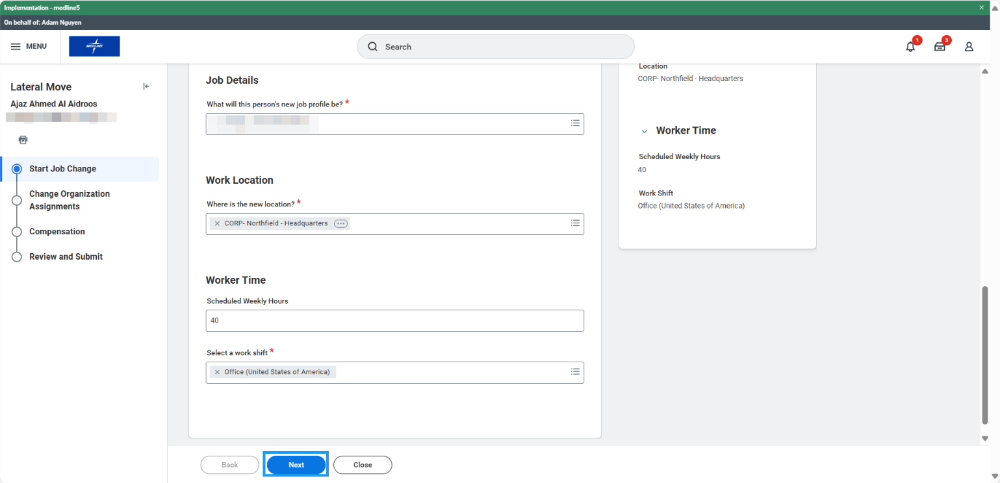 Implementation - medline5
On behalf of: Adam Nguyen
MENU
MEDLINE
Search
1
3
Lateral Move
Ajaz Ahmed Al Aidroos
Start Job Change
Change Organization
Assignments
Compensation
Review and Submit
Job Details
What will this person's new job profile be? *
Work Location
Where is the new location? *
CORP- Northfield - Headquarters
Worker Time
Scheduled Weekly Hours
40
Select a work shift *
Office (United States of America)
Location
CORP- Northfield - Headquarters
Worker Time
Scheduled Weekly Hours
40
Work Shift
Office (United States of America)
Back
Next
Close